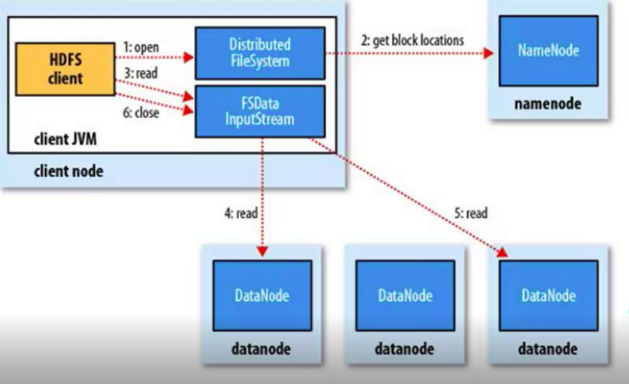 HDFS
client
1: open
3: read
6: close
Distributed
FileSystem
FSData
InputStream
2: get block locations
NameNode
namenode
client JVM
client node
4: read
5: read
DataNode
DataNode
DataNode
datanode
datanode
datanode